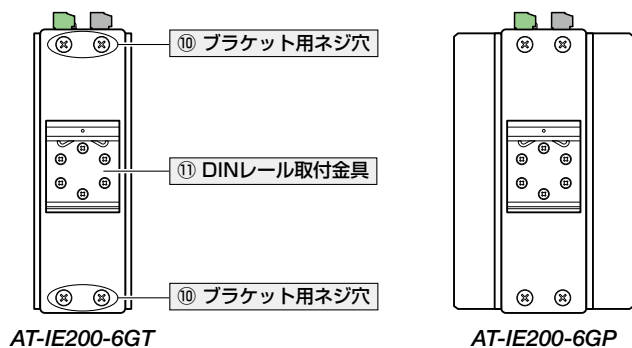 ⑩ ブラケット用ネジ穴
⑪ DINレール取付金具
⑩ ブラケット用ネジ穴
AT-IE200-6GT
AT-IE200-6GP